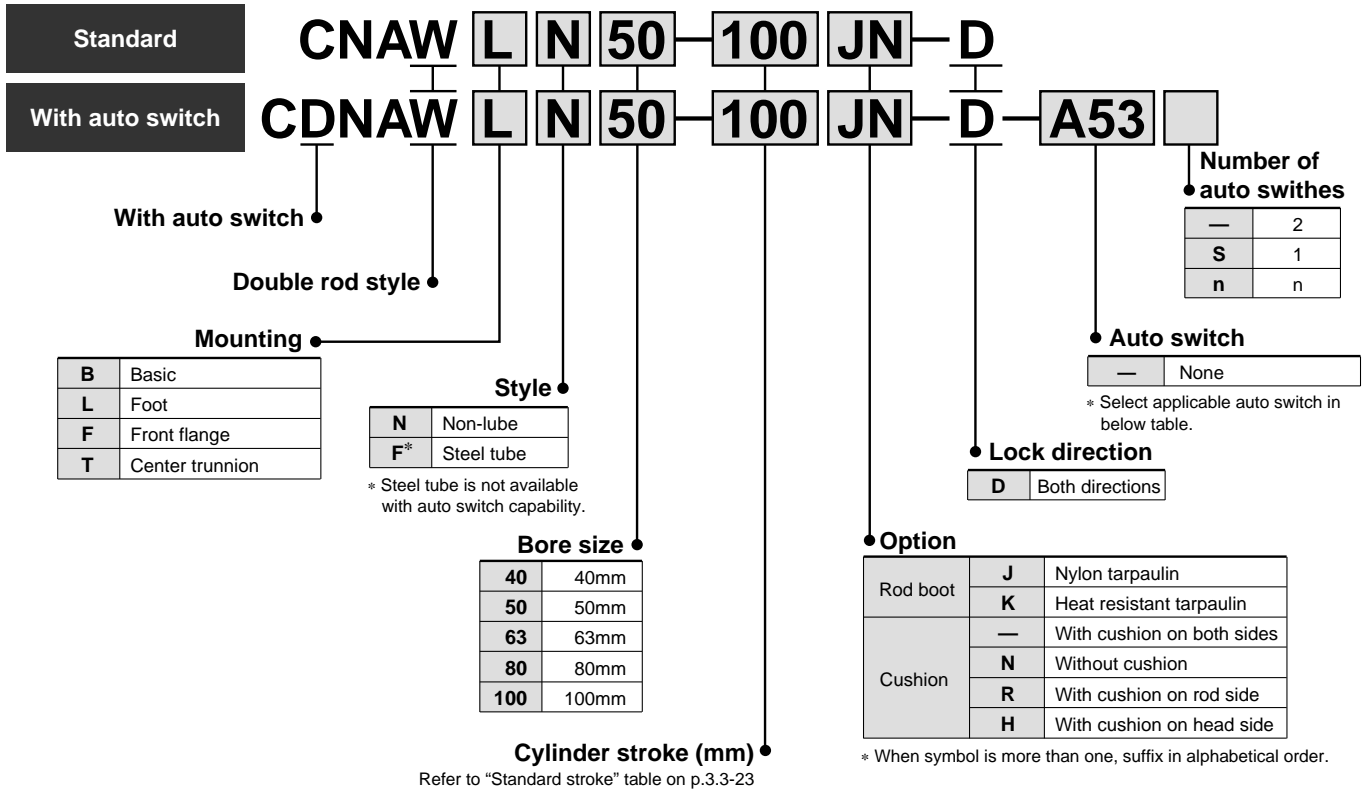 Standard
CNAW L N 50-100 JN-D
With auto switch
CDNAW L N 50-100 JN-D-A53
Number of
auto swithes
— 2
S 1
n n
With auto switch
Double rod style
Mounting
B Basic
L Foot
F Front flange
T Center trunnion
Style
N Non-lube
F* Steel tube
* Steel tube is not available
with auto switch capability.
Auto switch
— None
* Select applicable auto switch in
below table.
Lock direction
D Both directions
Bore size
40 40mm
50 50mm
63 63mm
80 80mm
100 100mm
Option
Rod boot
J Nylon tarpaulin
K Heat resistant tarpaulin
Cushion
— With cushion on both sides
N Without cushion
R With cushion on rod side
H With cushion on head side
* When symbol is more than one, suffix in alphabetical order.
Cylinder stroke (mm)
Refer to “Standard stroke” table on p.3.3-23